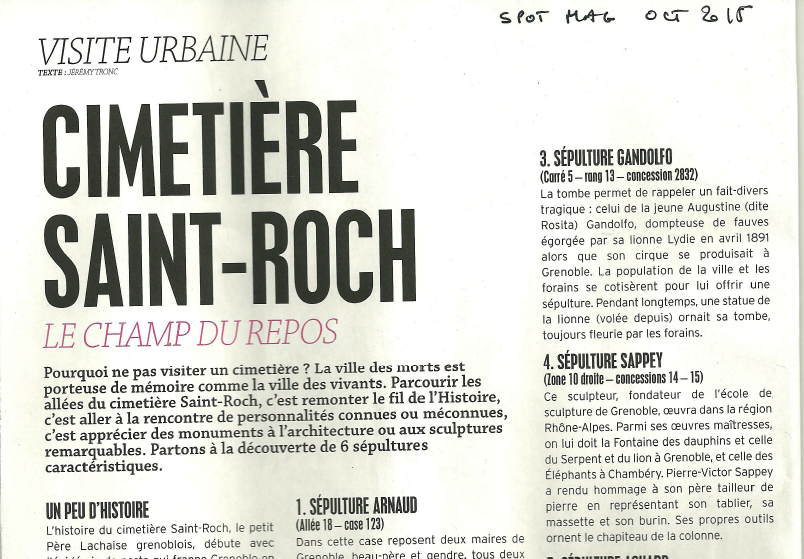 SPOT MAG OCT 2015
VISITE URBAINE
TEXTE : JÉRÉMY TRONC
CIMETIÈRE
SAINT-ROCH
LE CHAMP DU REPOS
Pourquoi ne pas visiter un cimetière ? La ville des morts est
porteuse de mémoire comme la ville des vivants. Parcourir les
allées du cimetière Saint-Roch, c'est remonter le fil de l'Histoire,
c'est aller à la rencontre de personnalités connues ou méconnues,
c'est apprécier des monuments à l'architecture ou aux sculptures
remarquables. Partons à la découverte de 6 sépultures
caractéristiques.
UN PEU D'HISTOIRE
L'histoire du cimetière Saint-Roch, le petit
Père Lachaise grenoblois, débute avec
1. SÉPULTURE ARNAUD
(Allée 18 – case 123)
Dans cette case reposent deux maires de
Grenoble, beau-père et gendre, tous deux
3. SÉPULTURE GANDOLFO
(Carré 5 – rang 13 – concession 2832)
La tombe permet de rappeler un fait-divers
tragique : celui de la jeune Augustine (dite
Rosita) Gandolfo, dompteuse de fauves
égorgée par sa lionne Lydie en avril 1891
alors que son cirque se produisait à
Grenoble. La population de la ville et les
forains se cotisèrent pour lui offrir une
sépulture. Pendant longtemps, une statue de
la lionne (volée depuis) ornait sa tombe,
toujours fleurie par les forains.
4. SÉPULTURE SAPPEY
(Zone 10 droite – concessions 14 – 15)
Ce sculpteur, fondateur de l'école de
sculpture de Grenoble, œuvra dans la région
Rhône-Alpes. Parmi ses œuvres maîtresses,
on lui doit la Fontaine des dauphins et celle
du Serpent et du lion à Grenoble, et celle des
Éléphants à Chambéry. Pierre-Victor Sappey
a rendu hommage à son père tailleur de
pierre en représentant son tablier, sa
massette et son burin. Ses propres outils
ornent le chapiteau de la colonne.